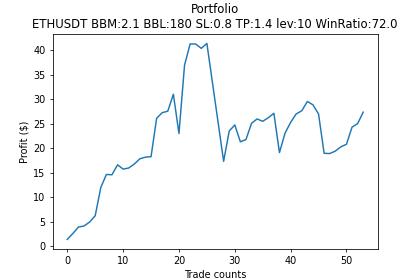 Portfolio
ETHUSDT BBM:2.1 BBL:180 SL:0.8 TP:1.4 lev:10 WinRatio:72.0
40
35
30
25
20
15
10
5
0
Profit ($)
0 10 20 30 40 50
Trade counts